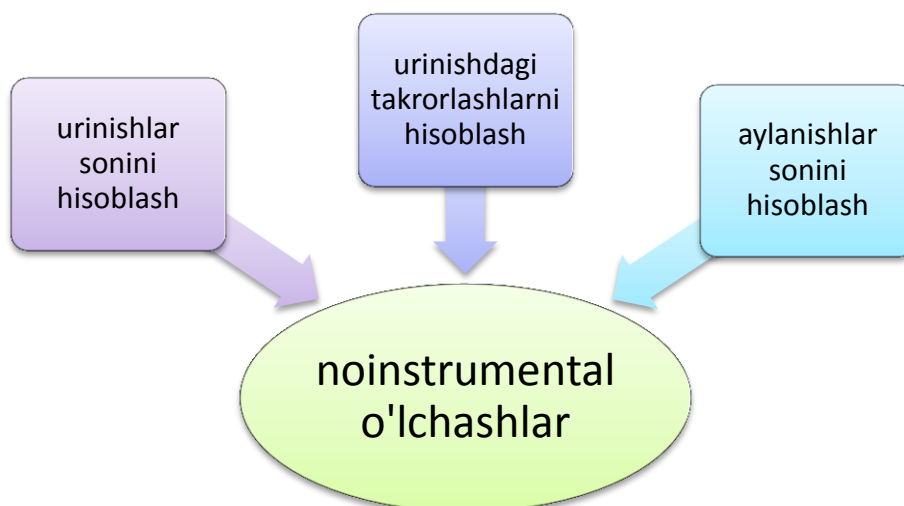 urinishlar
sonini
hisoblash
urinishdagi
takrorlashlarni
hisoblash
aylanishlar
sonini
hisoblash
noinstrumental
o'lchashlar